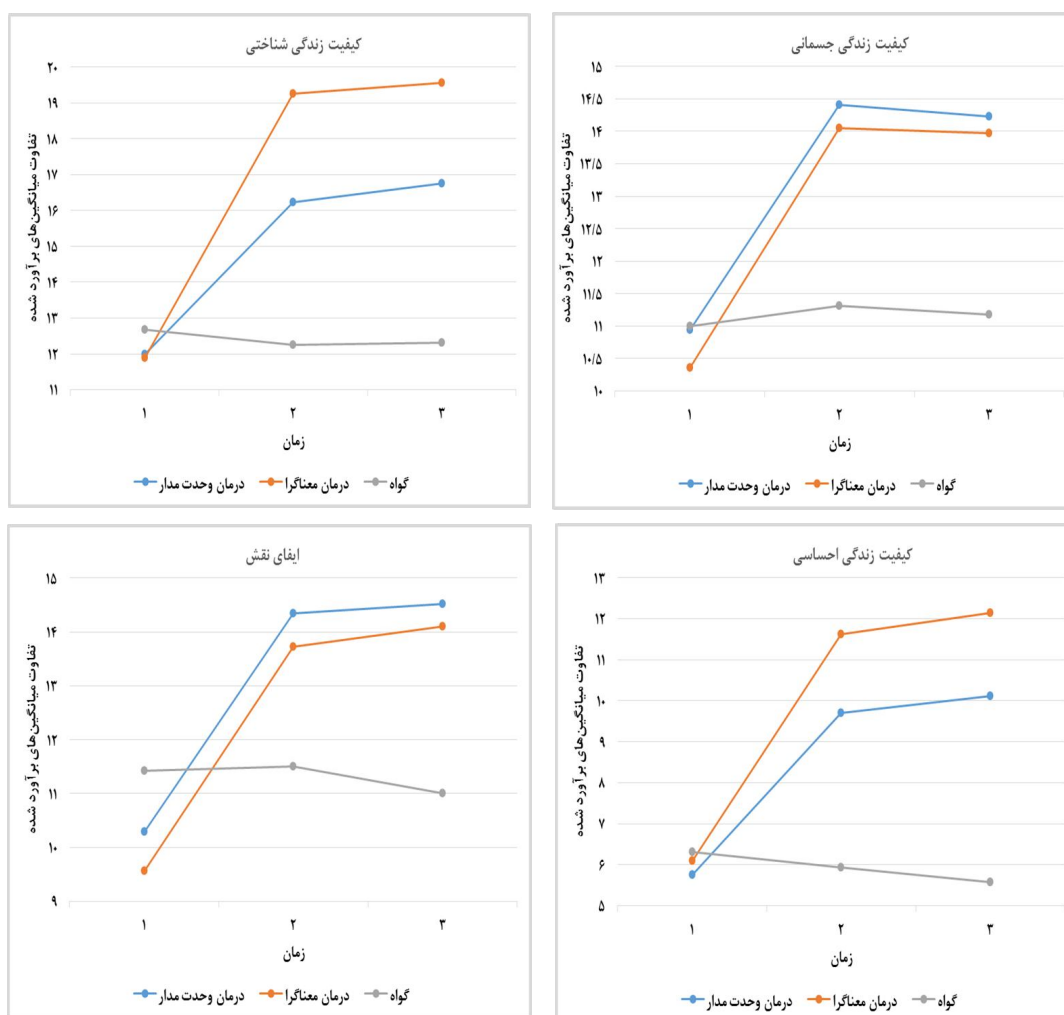 کیفیت زندگی شناختی
تفاوت میانگین‌های برآورد شده
۲۰
۱۹
۱۸
۱۷
۱۶
۱۵
۱۴
۱۳
۱۲
۱۱
۱ ۲ ۳
زمان
درمان وحدت مدار درمان معناگرا گواه
کیفیت زندگی جسمانی
تفاوت میانگین‌های برآورد شده
۱۵
۱۴/۵
۱۴
۱۳/۵
۱۳
۱۲/۵
۱۲
۱۱/۵
۱۱
۱۰/۵
۱۰
۱ ۲ ۳
زمان
درمان وحدت مدار درمان معناگرا گواه
ایفای نقش
تفاوت میانگین‌های برآورد شده
۱۵
۱۴
۱۳
۱۲
۱۱
۱۰
۹
۱ ۲ ۳
زمان
درمان وحدت مدار درمان معناگرا گواه
کیفیت زندگی احساسی
تفاوت میانگین‌های برآورد شده
۱۳
۱۲
۱۱
۱۰
۹
۸
۷
۶
۵
۱ ۲ ۳
زمان
درمان وحدت مدار درمان معناگرا گواه